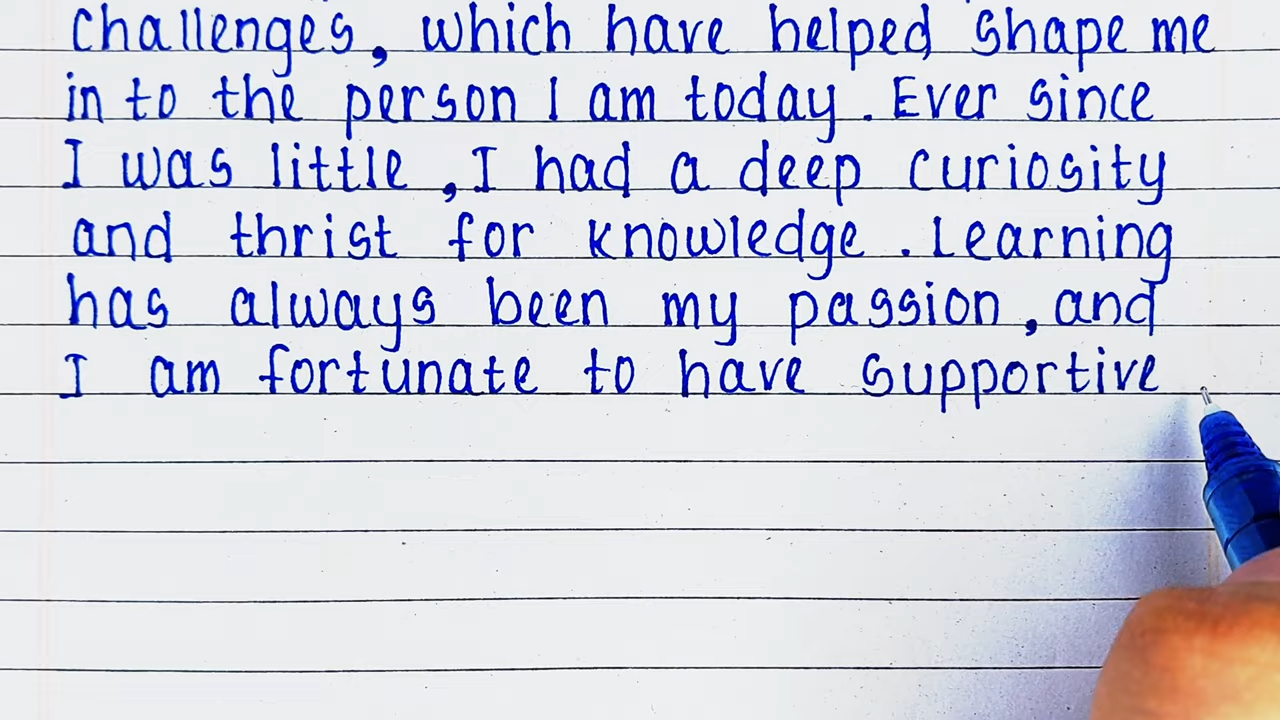 challenges, which have helped shape me
in to the person I am today. Ever since
I was little, I had a deep curiosity
and thrist for knowledge. Learning
has always been my passion, and
I am fortunate to have supportive